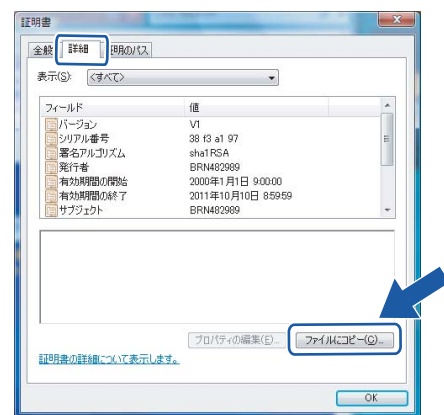 証明書
全般 詳細 証明のパス
表示(S): <すべて>
フィールド 値
バージョン V1
シリアル番号 38 f3 a1 97
署名アルゴリズム sha1RSA
発行者 BRN482989
有効期間の開始 2000年1月1日 9:00:00
有効期間の終了 2011年10月10日 8:59:59
サブジェクト BRN482989
プロパティの編集(E)... ファイルにコピー(C)...
証明書の詳細について表示します。
OK